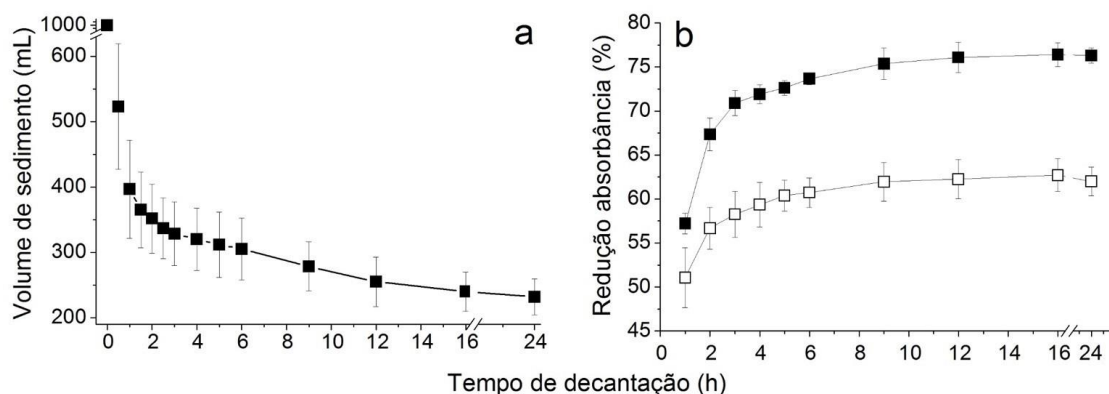 a
Volume de sedimento (mL)
1000
600
500
400
300
200
0 2 4 6 8 10 12 14 16 24
b
Redução absorbância (%)
80
75
70
65
60
55
50
45
0 2 4 6 8 10 12 14 16 24
Tempo de decantação (h)